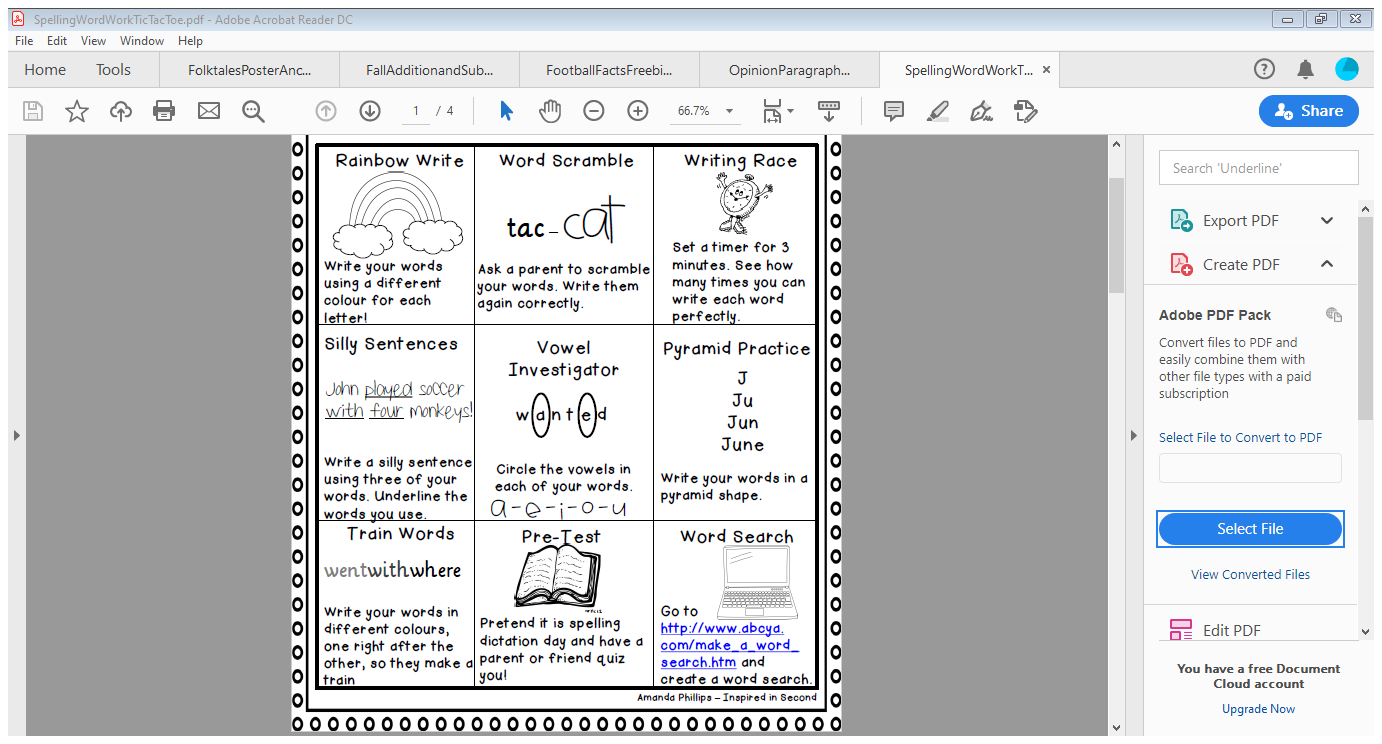 SpellingWordWorkTicTacToe.pdf - Adobe Acrobat Reader DC
File Edit View Window Help
Home Tools FolktalesPosterAnc... FallAdditionandSub... FootballFactsFreebi... OpinionParagraph... SpellingWordWorkT...
1 / 4 66.7% Share
Rainbow Write
Write your words
using a different
colour for each
letter!
Word Scramble
tac - cat
Ask a parent to scramble
your words. Write them
again correctly.
Writing Race
Set a timer for 3
minutes. See how
many times you can
write each word
perfectly.
Silly Sentences
John played soccer
with four monkeys!
Write a silly sentence
using three of your
words. Underline the
words you use.
Vowel
Investigator
wanted
Circle the vowels in
each of your words.
a-e-i-o-u
Pyramid Practice
J
Ju
Jun
June
Write your words in a
pyramid shape.
Train Words
wentwithwhere
Write your words in
different colours,
one right after the
other, so they make a
train
Pre-Test
Pretend it is spelling
dictation day and have a
parent or friend quiz
you!
Word Search
Go to
http://www.abcya.
com/make_a_word_
search.htm and
create a word search.
Amanda Phillips – Inspired in Second
Search 'Underline'
Export PDF
Create PDF
Adobe PDF Pack
Convert files to PDF and
easily combine them with
other file types with a paid
subscription
Select File to Convert to PDF
Select File
View Converted Files
Edit PDF
You have a free Document
Cloud account
Upgrade Now